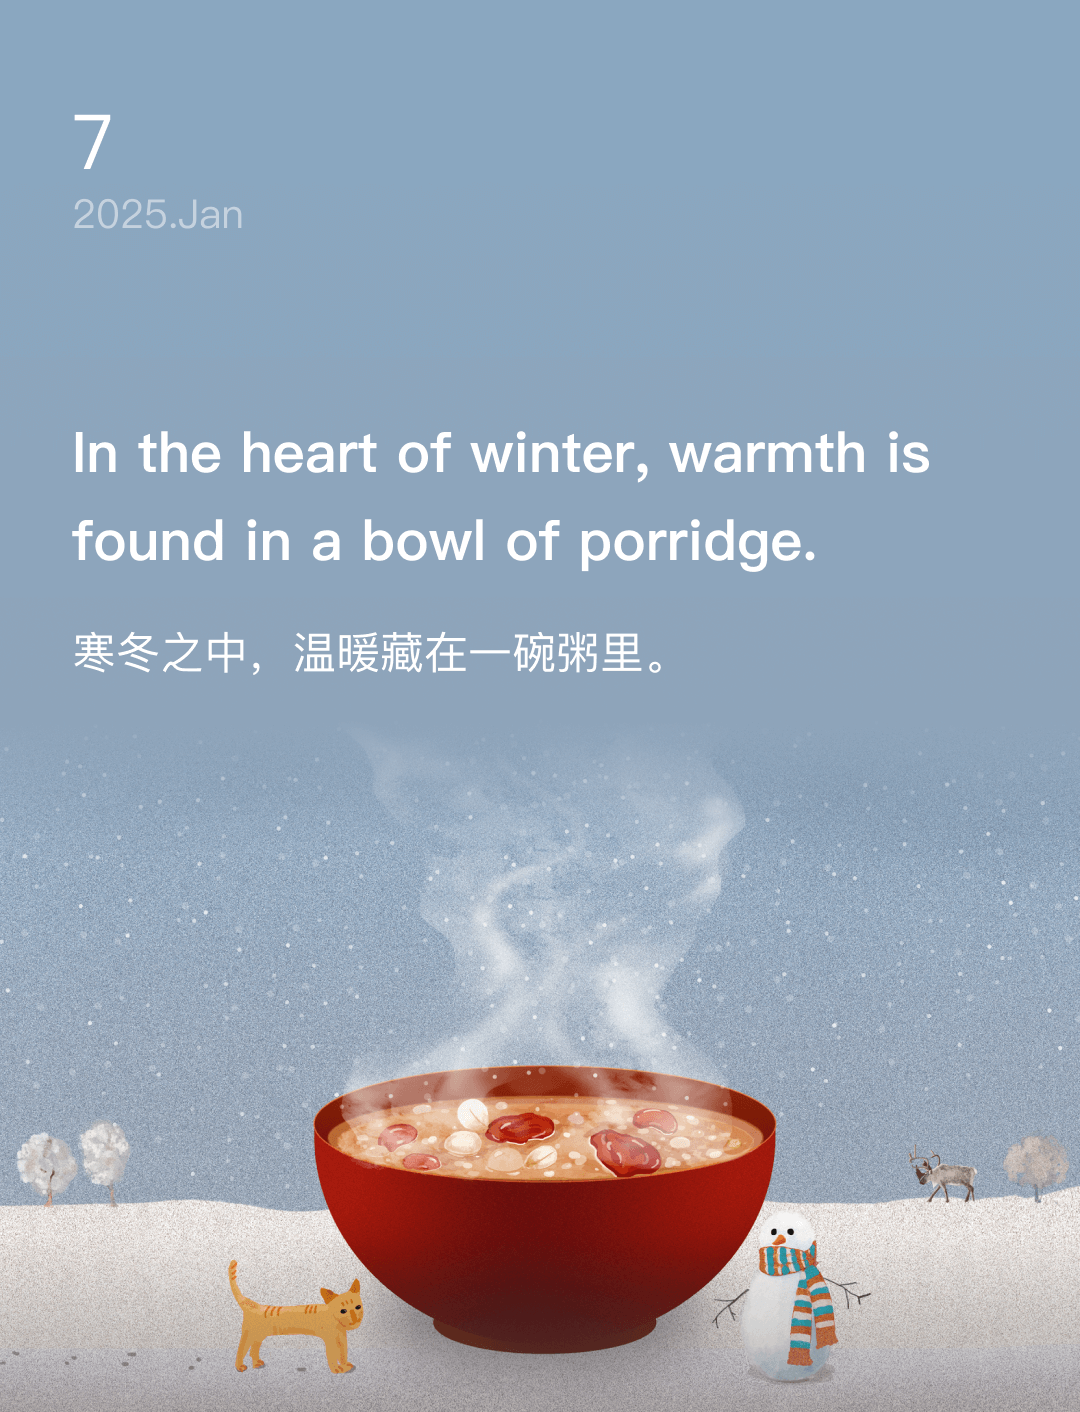 7
2025.Jan
In the heart of winter, warmth is
found in a bowl of porridge.
寒冬之中，温暖藏在一碗粥里。